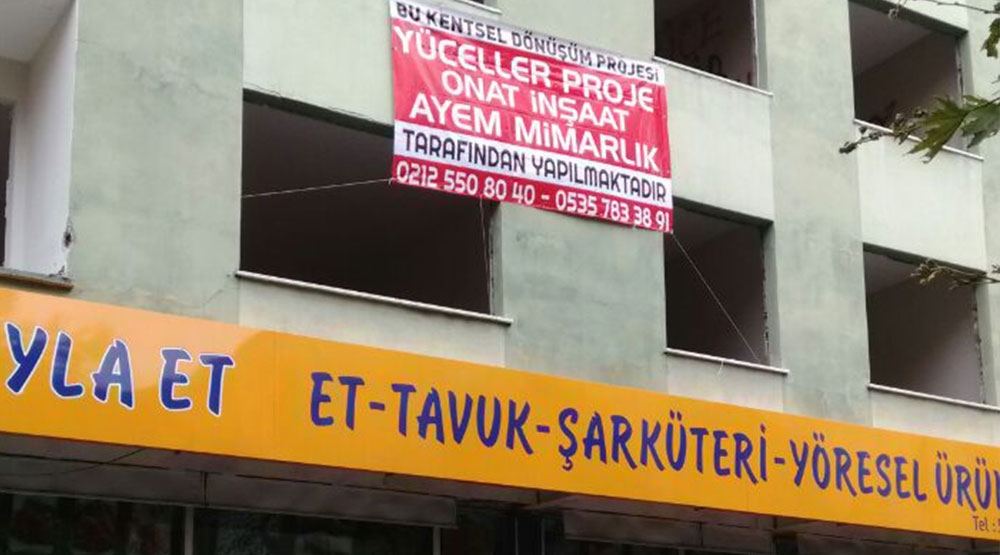 BU KENTSEL DÖNÜŞÜM PROJESİ
YÜCELLER PROJE
ONAT İNŞAAT
AYEM MİMARLIK
TARAFINDAN YAPILMAKTADIR
0212 550 80 40 - 0535 783 38 91
YLA ET
ET-TAVUK-ŞARKÜTERİ-YÖRESEL ÜRÜ
Tel :